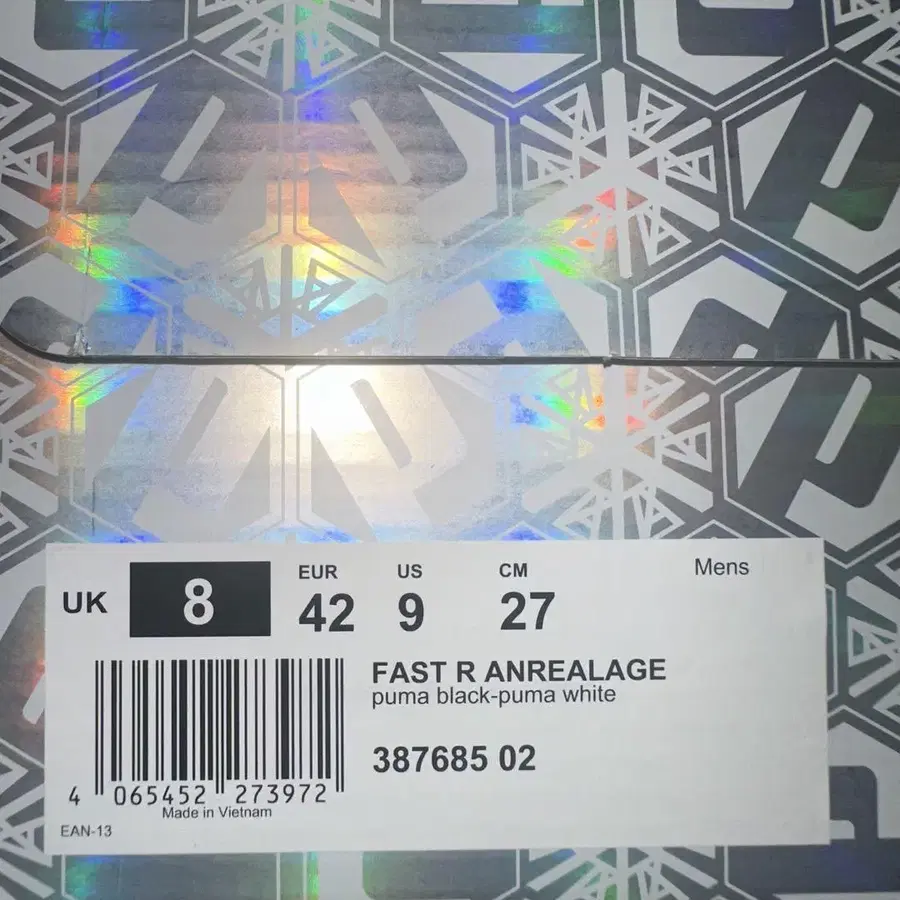 UK 8 EUR 42 US 9 CM 27 Mens
FAST R ANREALAGE
puma black-puma white
387685 02
4 065452 273972
Made in Vietnam
EAN-13